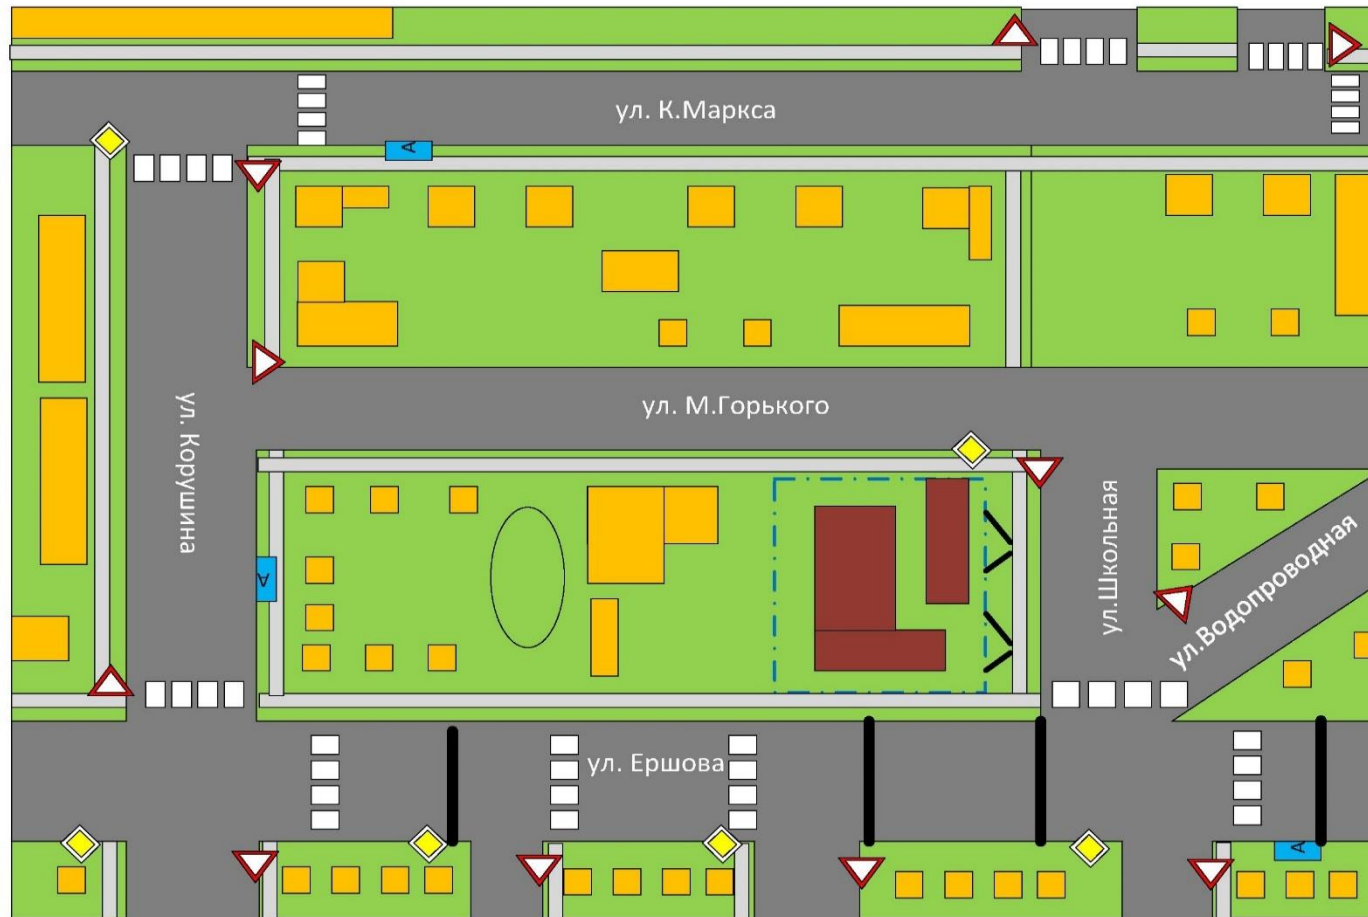 ул. К.Маркса
А
ул. М.Горького
ул. Корушина
А
ул.Школьная
ул.Водопроводная
ул. Ершова
А